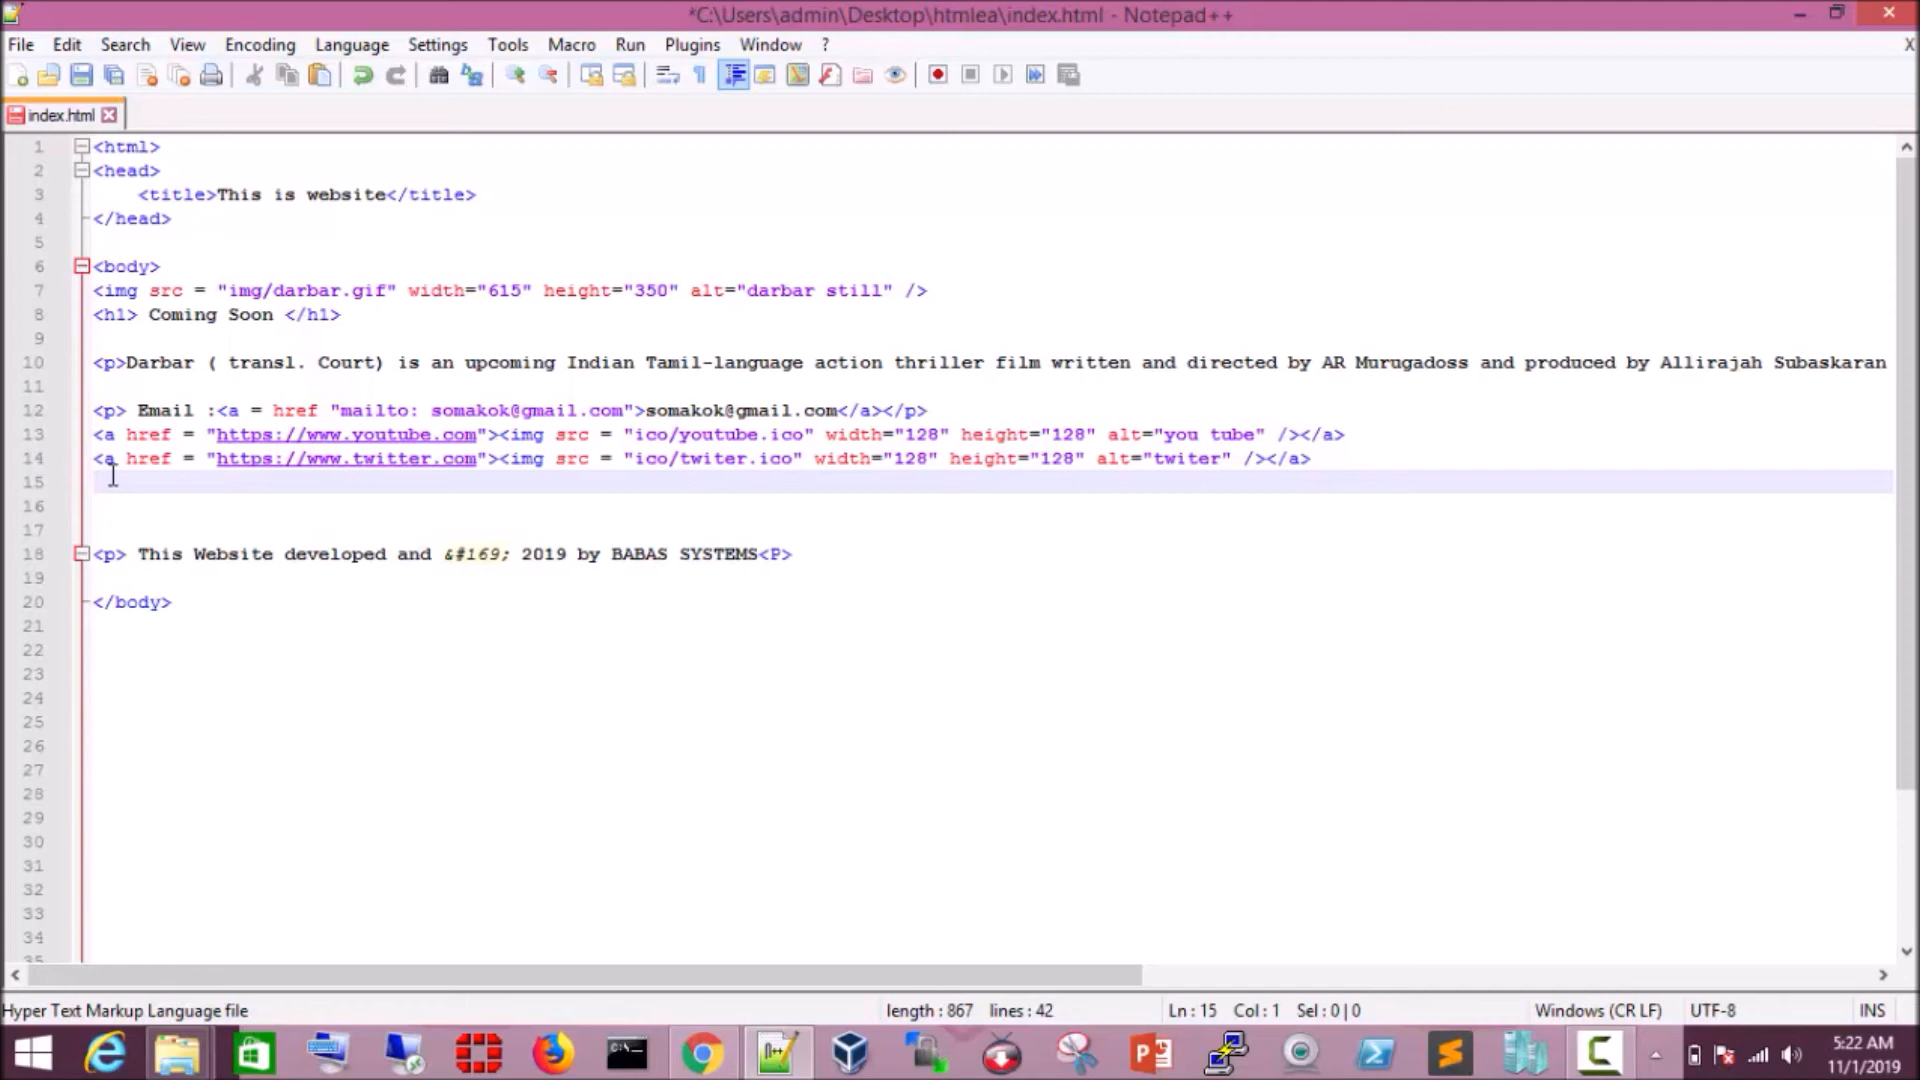 *C:\Users\admin\Desktop\htmlea\index.html - Notepad++
File Edit Search View Encoding Language Settings Tools Macro Run Plugins Window ? X
index.html
1 <html>
2 <head>
3 <title>This is website</title>
4 </head>
5
6 <body>
7 <img src = "img/darbar.gif" width="615" height="350" alt="darbar still" />
8 <h1> Coming Soon </h1>
9
10 <p>Darbar ( transl. Court) is an upcoming Indian Tamil-language action thriller film written and directed by AR Murugadoss and produced by Allirajah Subaskaran
11
12 <p> Email :<a = href "mailto: somakok@gmail.com">somakok@gmail.com</a></p>
13 <a href = "https://www.youtube.com"><img src = "ico/youtube.ico" width="128" height="128" alt="you tube" /></a>
14 <a href = "https://www.twitter.com"><img src = "ico/twiter.ico" width="128" height="128" alt="twiter" /></a>
15
16
17
18 <p> This Website developed and &#169; 2019 by BABAS SYSTEMS<P>
19
20 </body>
21
22
23
24
25
26
27
28
29
30
31
32
33
34
35
Hyper Text Markup Language file length : 867 lines : 42 Ln : 15 Col : 1 Sel : 0 | 0 Windows (CR LF) UTF-8 INS
5:22 AM
11/1/2019